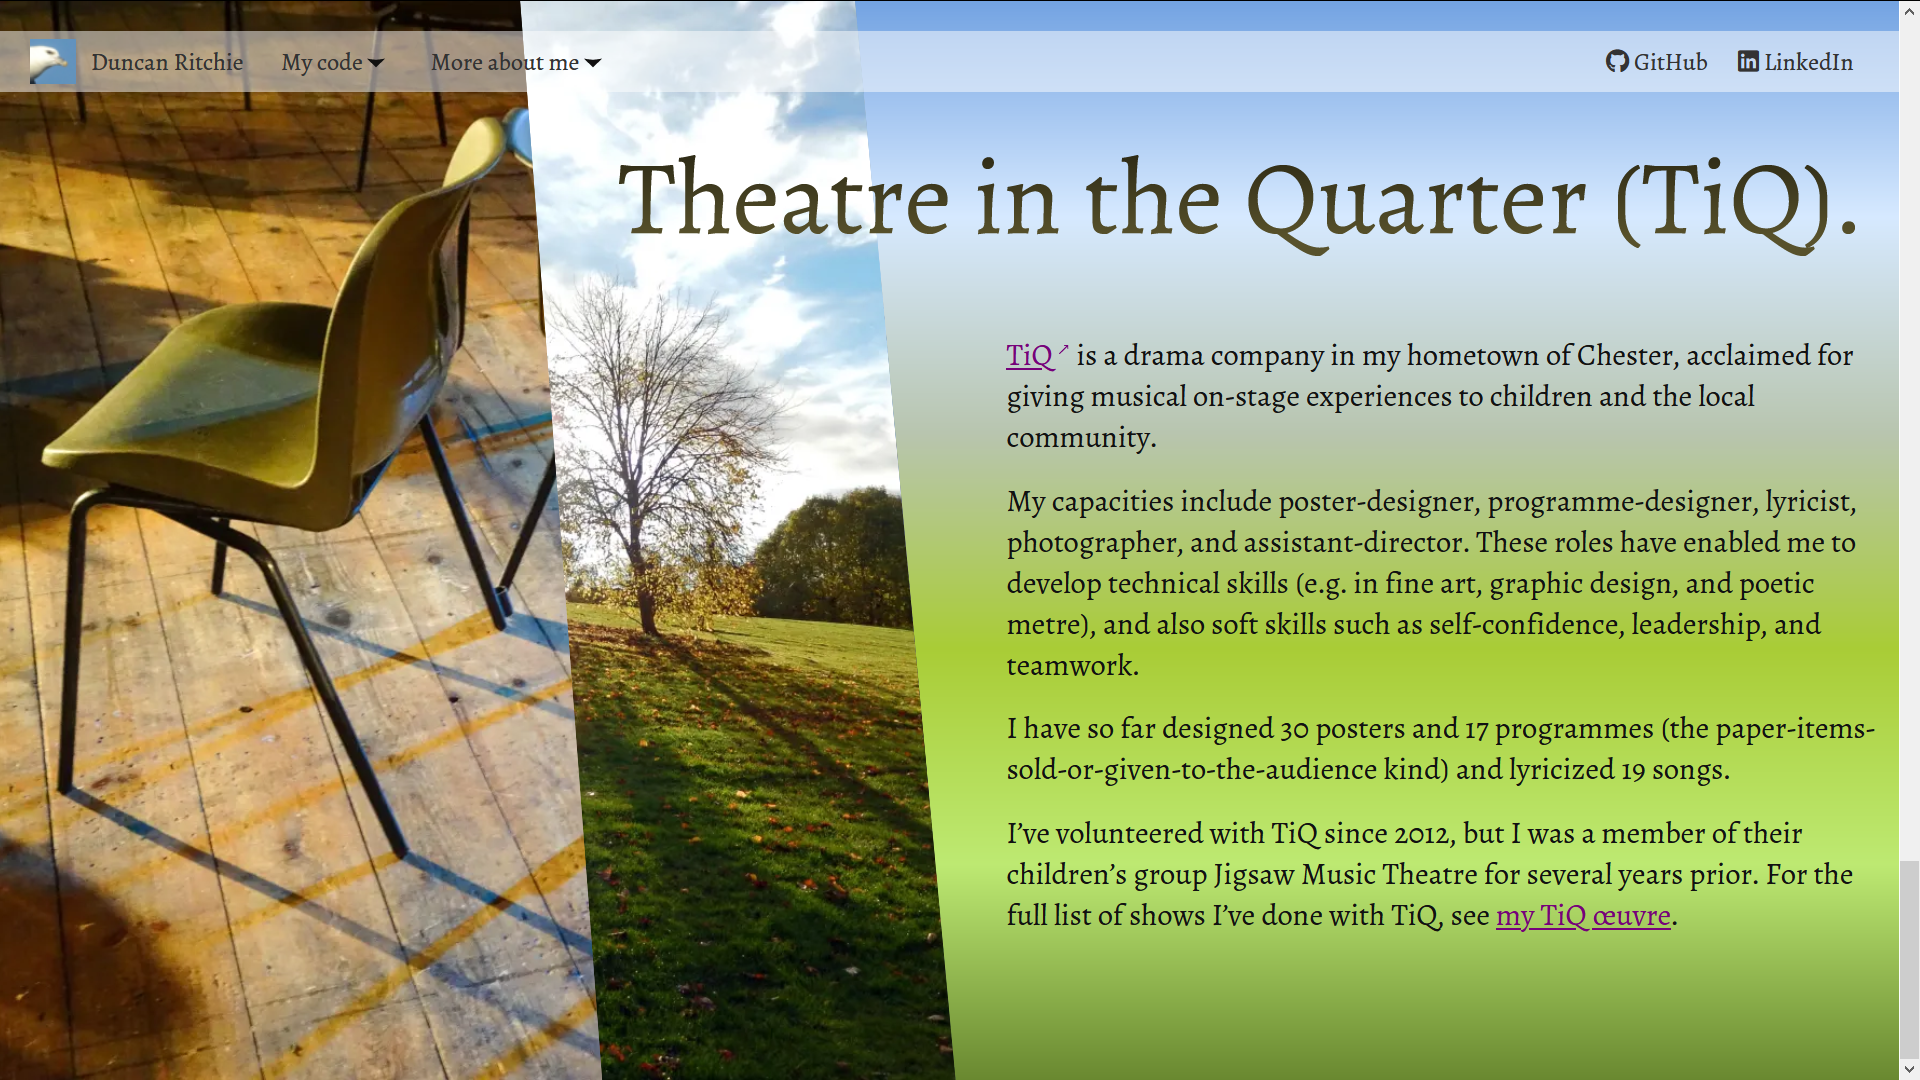 Duncan Ritchie My code More about me GitHub LinkedIn
Theatre in the Quarter (TiQ).
TiQ↗ is a drama company in my hometown of Chester, acclaimed for
giving musical on-stage experiences to children and the local
community.
My capacities include poster-designer, programme-designer, lyricist,
photographer, and assistant-director. These roles have enabled me to
develop technical skills (e.g. in fine art, graphic design, and poetic
metre), and also soft skills such as self-confidence, leadership, and
teamwork.
I have so far designed 30 posters and 17 programmes (the paper-items-
sold-or-given-to-the-audience kind) and lyricized 19 songs.
I’ve volunteered with TiQ since 2012, but I was a member of their
children’s group Jigsaw Music Theatre for several years prior. For the
full list of shows I’ve done with TiQ, see my TiQ œuvre.